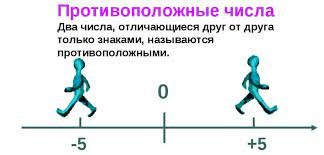 Противоположные числа
Два числа, отличающиеся друг от друга
только знаками, называются
противоположными.
0
-5 +5